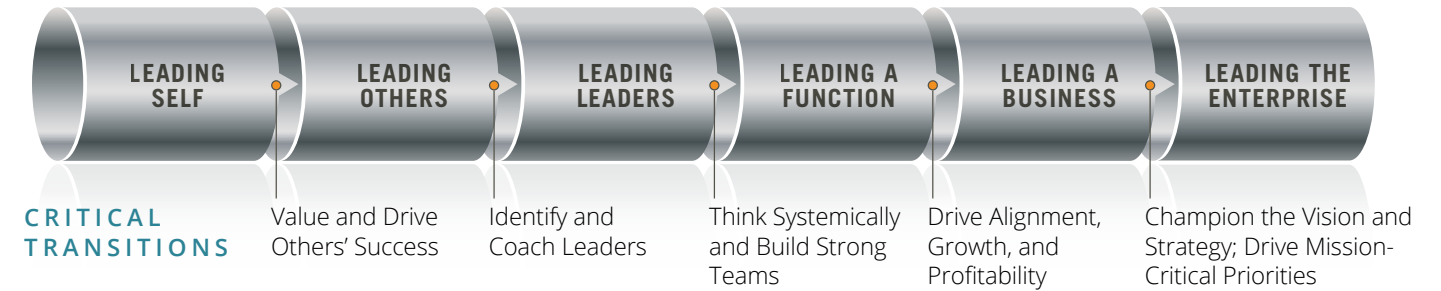 LEADING
SELF
LEADING
OTHERS
LEADING
LEADERS
LEADING A
FUNCTION
LEADING A
BUSINESS
LEADING THE
ENTERPRISE
CRITICAL
TRANSITIONS
Value and Drive
Others’ Success
Identify and
Coach Leaders
Think Systemically
and Build Strong
Teams
Drive Alignment,
Growth, and
Profitability
Champion the Vision and
Strategy; Drive Mission-
Critical Priorities